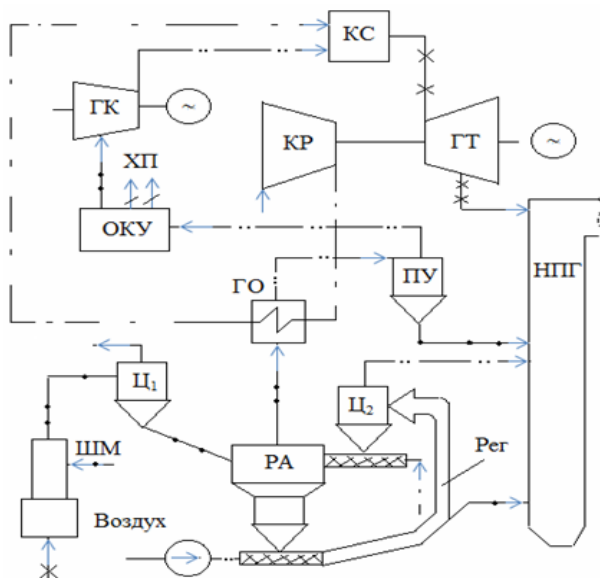 КС
ГК
~
КР
ГТ
~
ХП
ОКУ
ГО
ПУ
НПГ
Ц₁
Ц₂
ШМ
РА
Рег
Воздух